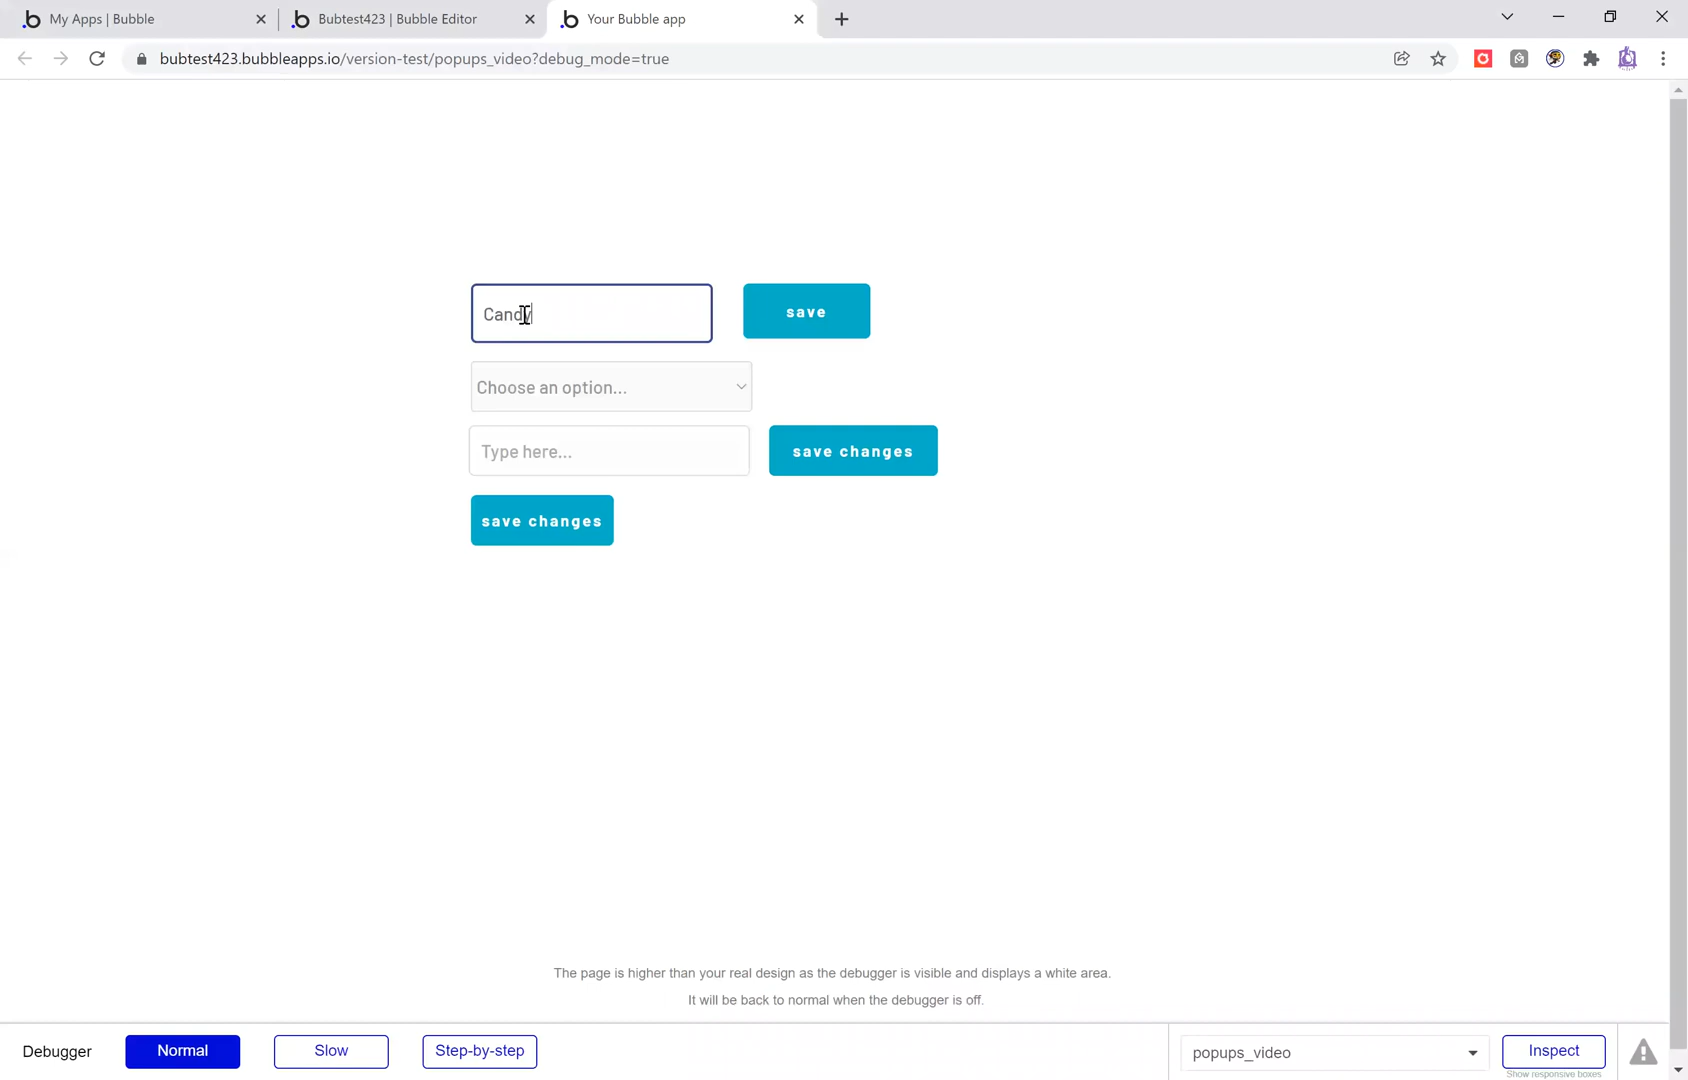 My Apps | Bubble
Bubtest423 | Bubble Editor
Your Bubble app
bubtest423.bubbleapps.io/version-test/popups_video?debug_mode=true
Candy
save
Choose an option...
Type here...
save changes
save changes
The page is higher than your real design as the debugger is visible and displays a white area.
It will be back to normal when the debugger is off.
Debugger
Normal
Slow
Step-by-step
popups_video
Inspect
Show responsive boxes